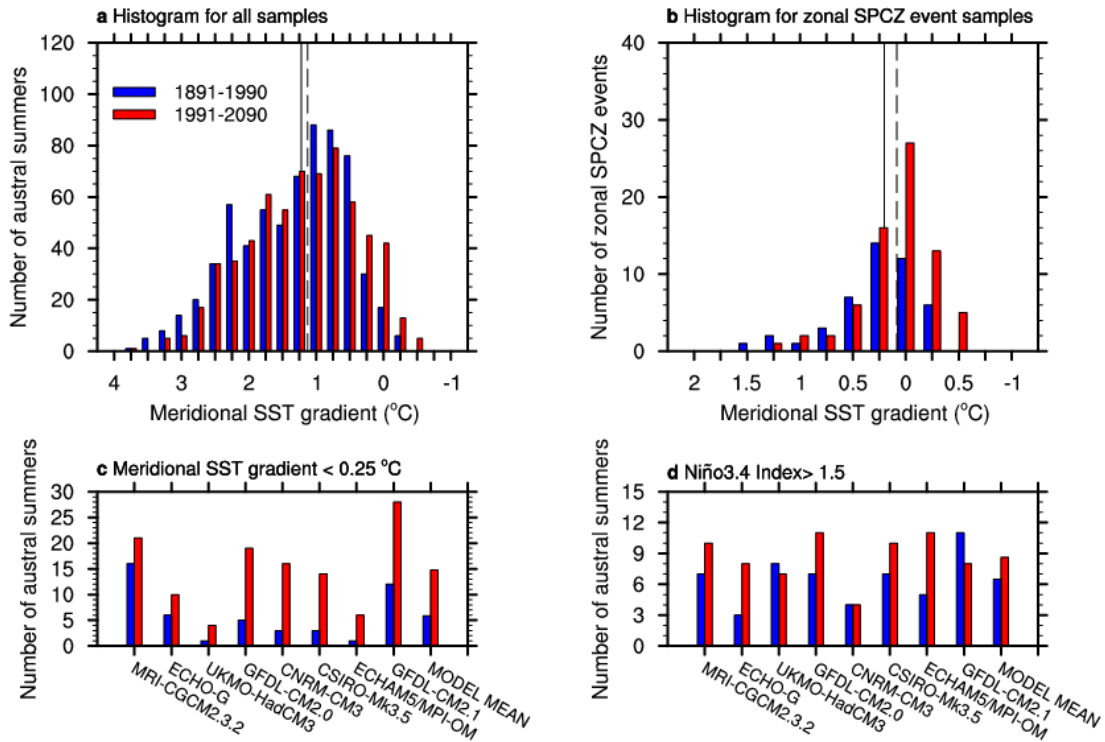 a Histogram for all samples
120
100
80
60
40
20
0
Number of austral summers
1891-1990
1991-2090
4 3 2 1 0 -1
Meridional SST gradient (°C)
b Histogram for zonal SPCZ event samples
40
30
20
10
0
Number of zonal SPCZ events
2 1.5 1 0.5 0 0.5 -1
Meridional SST gradient (°C)
c Meridional SST gradient < 0.25 °C
30
25
20
15
10
5
0
Number of austral summers
MRI-CGCM2.3.2
ECHO-G
UKMO-HadCM3
GFDL-CM2.0
CNRM-CM3
CSIRO-Mk3.5
ECHAM5/MPI-OM
GFDL-CM2.1
MODEL MEAN
d Niño3.4 Index> 1.5
15
12
9
6
3
0
Number of austral summers
MRI-CGCM2.3.2
ECHO-G
UKMO-HadCM3
GFDL-CM2.0
CNRM-CM3
CSIRO-Mk3.5
ECHAM5/MPI-OM
GFDL-CM2.1
MODEL MEAN